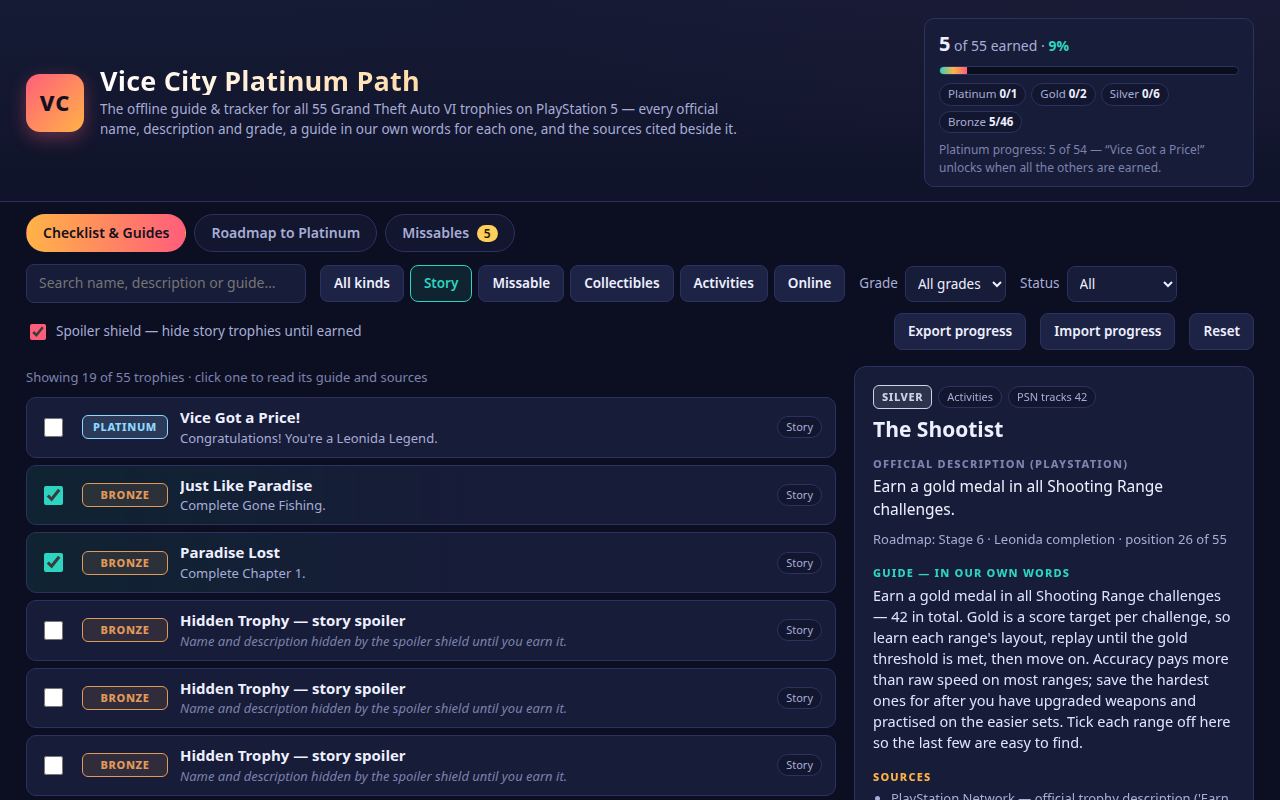 VC
Vice City Platinum Path
The offline guide & tracker for all 55 Grand Theft Auto VI trophies on PlayStation 5 — every official
name, description and grade, a guide in our own words for each one, and the sources cited beside it.
5 of 55 earned · 9%
Platinum 0/1 Gold 0/2 Silver 0/6
Bronze 5/46
Platinum progress: 5 of 54 — “Vice Got a Price!”
unlocks when all the others are earned.
Checklist & Guides Roadmap to Platinum Missables 5
Search name, description or guide... All kinds Story Missable Collectibles Activities Online Grade All grades Status All
Spoiler shield — hide story trophies until earned Export progress Import progress Reset
Showing 19 of 55 trophies · click one to read its guide and sources
PLATINUM Vice Got a Price! Story
Congratulations! You're a Leonida Legend.
BRONZE Just Like Paradise Story
Complete Gone Fishing.
BRONZE Paradise Lost Story
Complete Chapter 1.
BRONZE Hidden Trophy — story spoiler Story
Name and description hidden by the spoiler shield until you earn it.
BRONZE Hidden Trophy — story spoiler Story
Name and description hidden by the spoiler shield until you earn it.
BRONZE Hidden Trophy — story spoiler Story
Name and description hidden by the spoiler shield until you earn it.
SILVER Activities PSN tracks 42
The Shootist
OFFICIAL DESCRIPTION (PLAYSTATION)
Earn a gold medal in all Shooting Range
challenges.
Roadmap: Stage 6 · Leonida completion · position 26 of 55
GUIDE — IN OUR OWN WORDS
Earn a gold medal in all Shooting Range challenges
— 42 in total. Gold is a score target per challenge, so
learn each range's layout, replay until the gold
threshold is met, then move on. Accuracy pays more
than raw speed on most ranges; save the hardest
ones for after you have upgraded weapons and
practised on the easier sets. Tick each range off here
so the last few are easy to find.
SOURCES
PlayStation Network — official trophy description ('Earn